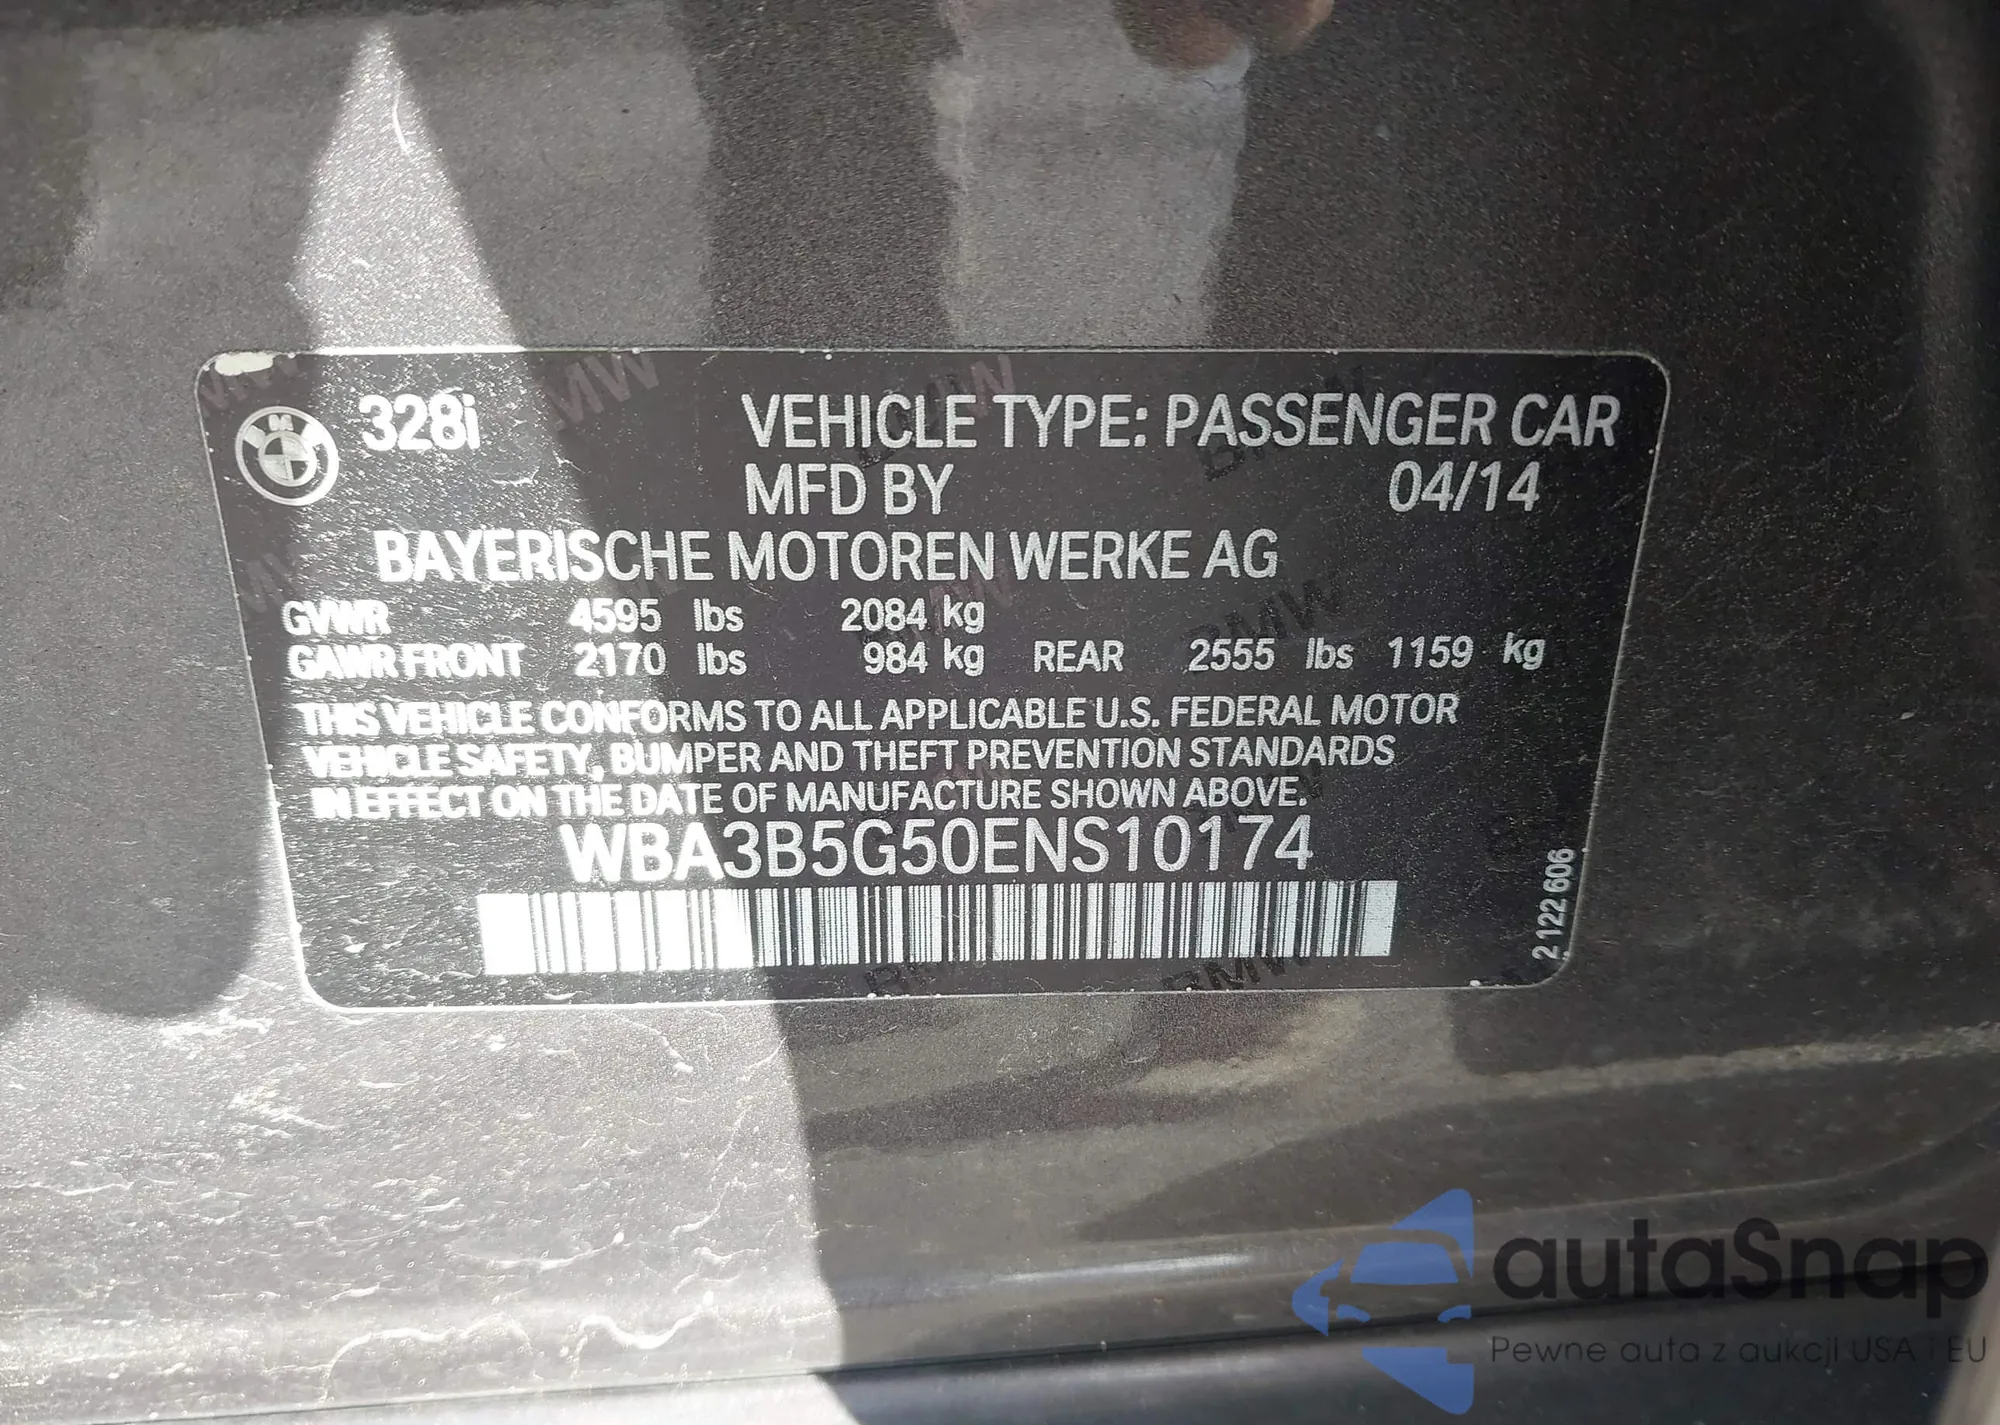 328i VEHICLE TYPE: PASSENGER CAR
MFD BY 04/14
BAYERISCHE MOTOREN WERKE AG
GVWR 4595 lbs 2084 kg
GAWR FRONT 2170 lbs 984 kg REAR 2555 lbs 1159 kg
THIS VEHICLE CONFORMS TO ALL APPLICABLE U.S. FEDERAL MOTOR
VEHICLE SAFETY, BUMPER AND THEFT PREVENTION STANDARDS
IN EFFECT ON THE DATE OF MANUFACTURE SHOWN ABOVE.
WBA3B5G50ENS10174
2 122 606
autaSnap
Pewne auta z aukcji USA i EU